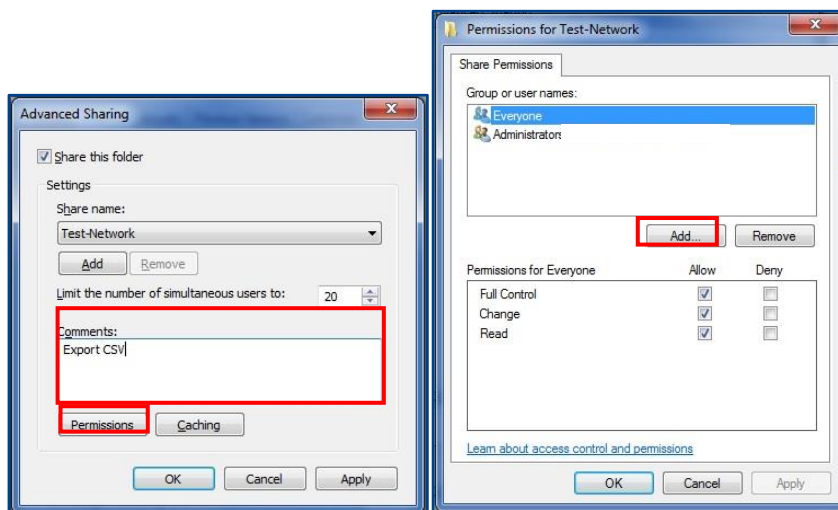 Advanced Sharing
Share this folder
Settings
Share name:
Test-Network
Add Remove
Limit the number of simultaneous users to: 20
Comments:
Export CSV
Permissions Caching
OK Cancel Apply
Permissions for Test-Network
Share Permissions
Group or user names:
Everyone
Administrators
Add... Remove
Permissions for Everyone Allow Deny
Full Control
Change
Read
Learn about access control and permissions
OK Cancel Apply